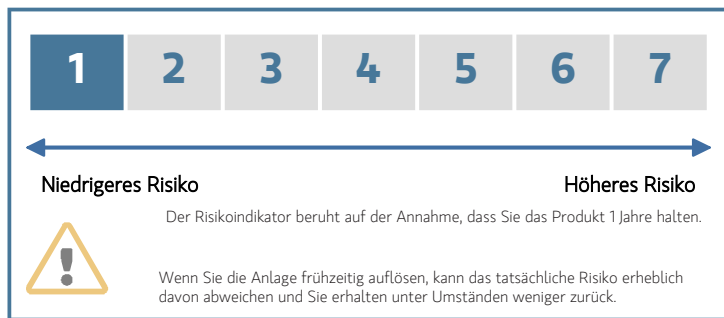 1 2 3 4 5 6 7
Niedrigeres Risiko Höheres Risiko
Der Risikoindikator beruht auf der Annahme, dass Sie das Produkt 1 Jahre halten.
!
Wenn Sie die Anlage frühzeitig auflösen, kann das tatsächliche Risiko erheblich
davon abweichen und Sie erhalten unter Umständen weniger zurück.